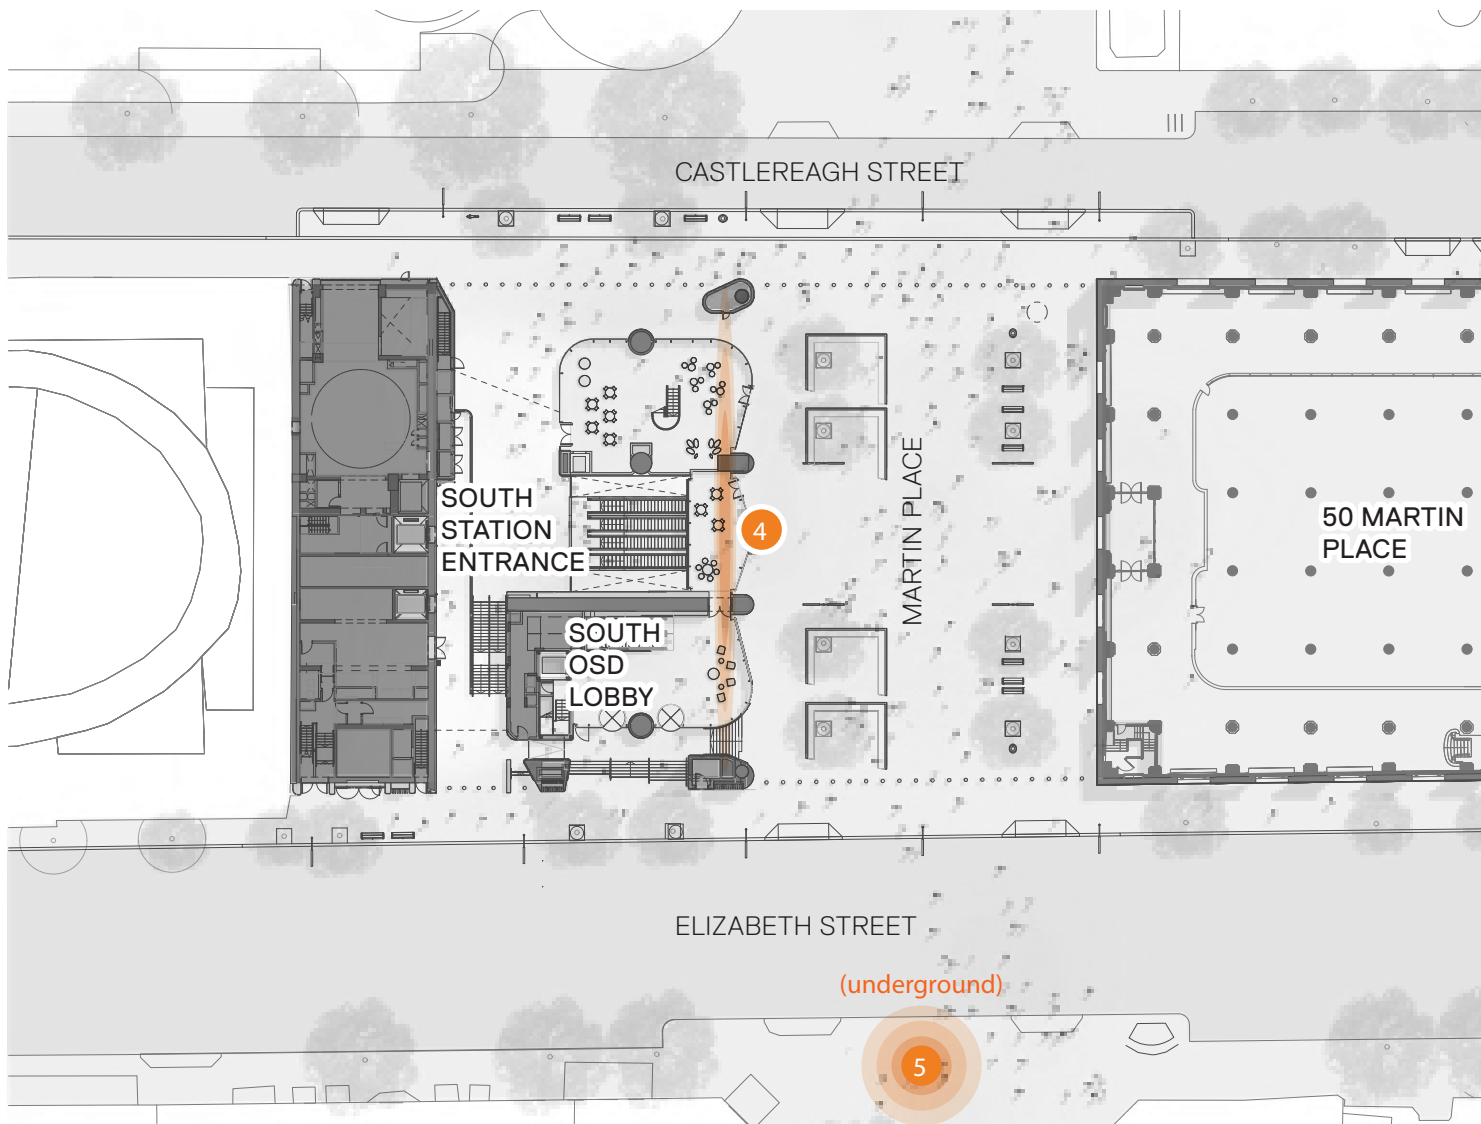 CASTLEREAGH STREET
SOUTH
STATION
ENTRANCE
4
MARTIN PLACE
50 MARTIN
PLACE
SOUTH
OSD
LOBBY
ELIZABETH STREET
(underground)
5